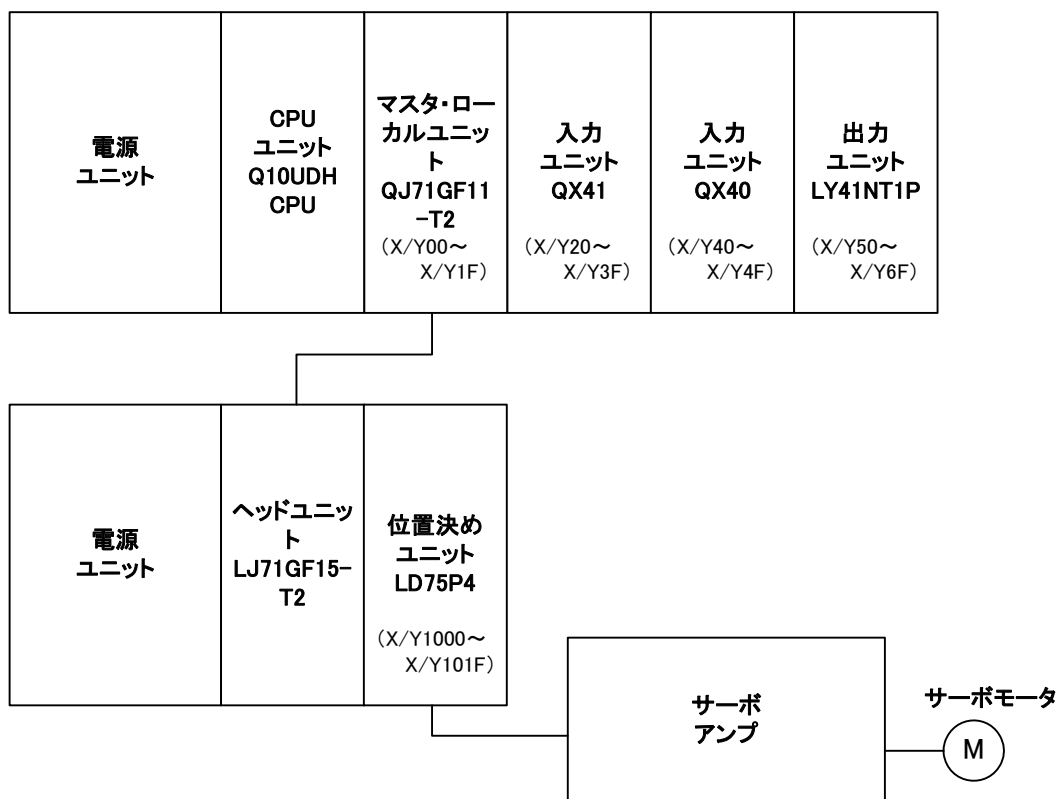 電源
ユニット
CPU
ユニット
Q10UDH
CPU
マスタ・ロー
カルユニッ
ト
QJ71GF11
-T2
(X/Y00～
X/Y1F)
入力
ユニット
QX41
(X/Y20～
X/Y3F)
入力
ユニット
QX40
(X/Y40～
X/Y4F)
出力
ユニット
LY41NT1P
(X/Y50～
X/Y6F)
電源
ユニット
ヘッドユニッ
ト
LJ71GF15-
T2
位置決め
ユニット
LD75P4
(X/Y1000～
X/Y101F)
サーボ
アンプ
サーボモータ
M